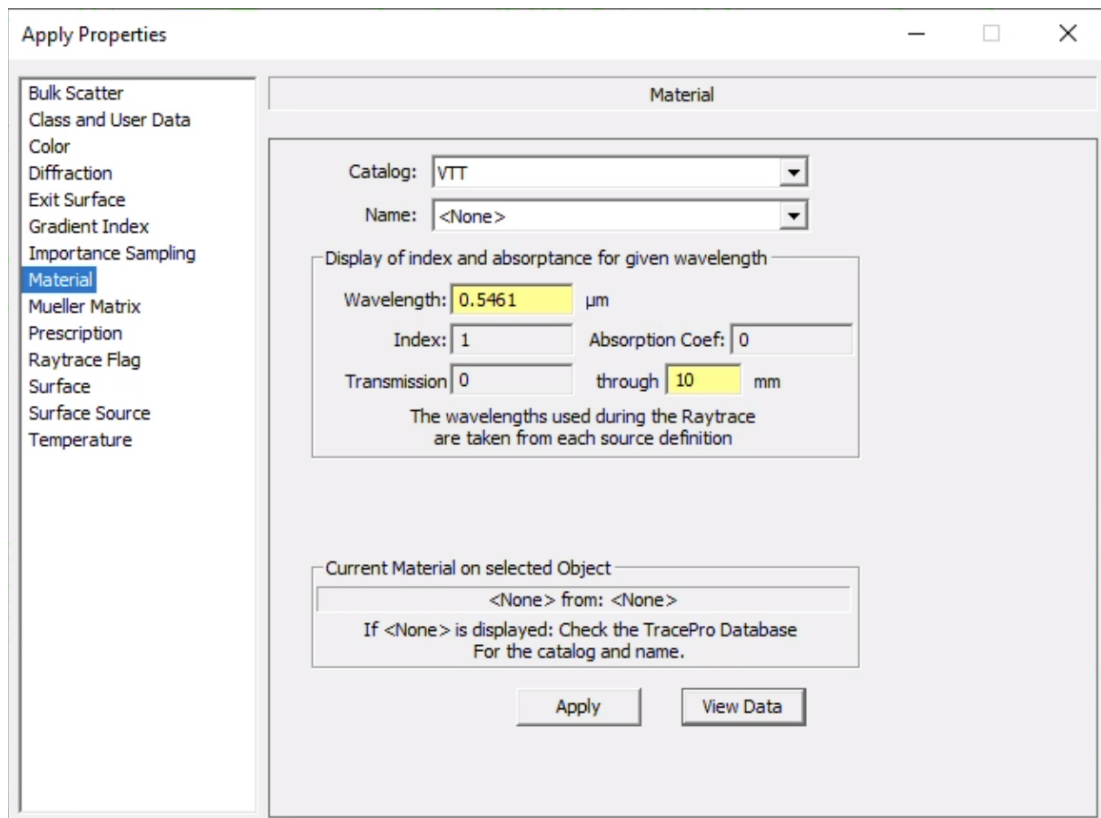 Apply Properties
Bulk Scatter
Class and User Data
Color
Diffraction
Exit Surface
Gradient Index
Importance Sampling
Material
Mueller Matrix
Prescription
Raytrace Flag
Surface
Surface Source
Temperature
Material
Catalog: VTT
Name: <None>
Display of index and absorptance for given wavelength
Wavelength: 0.5461 µm
Index: 1 Absorption Coef: 0
Transmission 0 through 10 mm
The wavelengths used during the Raytrace
are taken from each source definition
Current Material on selected Object
<None> from: <None>
If <None> is displayed: Check the TracePro Database
For the catalog and name.
Apply View Data